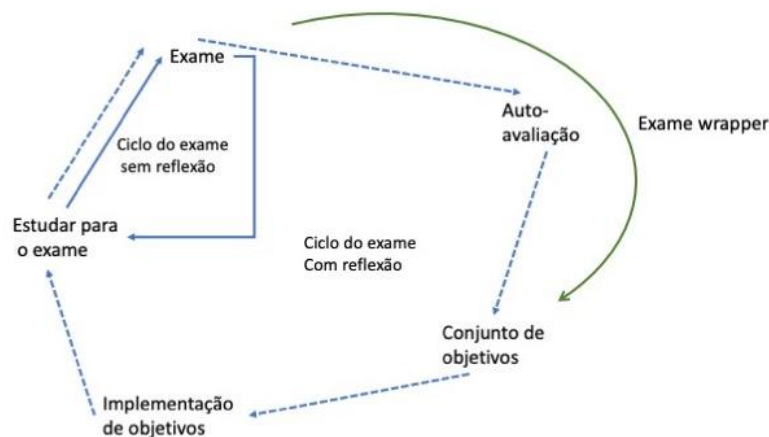 Exame
Auto-
avaliação
Exame wrapper
Ciclo do exame
sem reflexão
Estudar para
o exame
Ciclo do exame
Com reflexão
Conjunto de
objetivos
Implementação
de objetivos